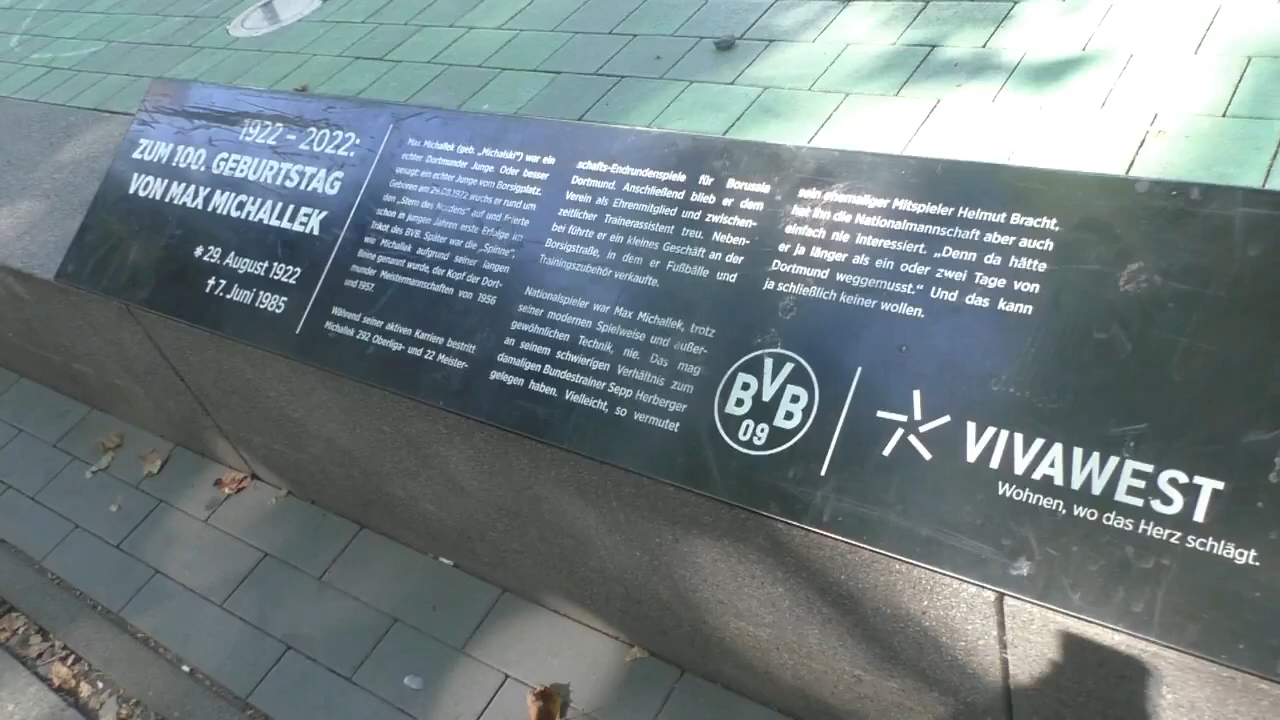 1922 – 2022:
ZUM 100. GEBURTSTAG
VON MAX MICHALLEK
* 29. August 1922
† 7. Juni 1985
Max Michallek (geb. „Michalski“) war ein
echter Dortmunder Junge. Oder besser
gesagt: ein echter Junge vom Borsigplatz.
Geboren am 29.08.1922 wuchs er rund um
den „Stern des Nordens“ auf und feierte
schon in jungen Jahren erste Erfolge im
Trikot des BVB. Später war die „Spinne“,
wie Michallek aufgrund seiner langen
Beine genannt wurde, der Kopf der Dort-
munder Meistermannschaften von 1956
und 1957.
Während seiner aktiven Karriere bestritt
Michallek 292 Oberliga- und 22 Meister-
schafts-Endrundenspiele für Borussia
Dortmund. Anschließend blieb er dem
Verein als Ehrenmitglied und zwischen-
zeitlicher Trainerassistent treu. Neben-
bei führte er ein kleines Geschäft an der
Borsigstraße, in dem er Fußbälle und
Trainingszubehör verkaufte.
Nationalspieler war Max Michallek, trotz
seiner modernen Spielweise und außer-
gewöhnlichen Technik, nie. Das mag
an seinem schwierigen Verhältnis zum
damaligen Bundestrainer Sepp Herberger
gelegen haben. Vielleicht, so vermutet
sein ehemaliger Mitspieler Helmut Bracht,
hat ihn die Nationalmannschaft aber auch
einfach nie interessiert. „Denn da hätte
er ja länger als ein oder zwei Tage von
Dortmund weggemusst.“ Und das kann
ja schließlich keiner wollen.
BVB
09
VIVAWEST
Wohnen, wo das Herz schlägt.